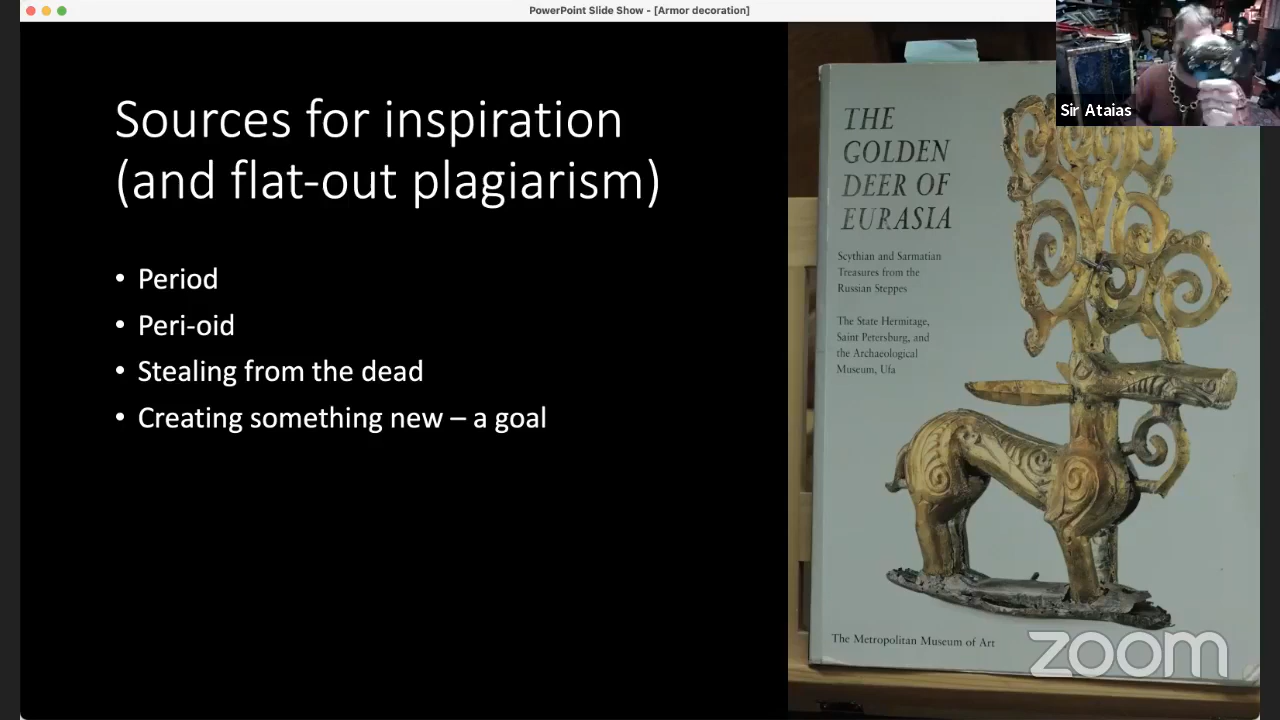 PowerPoint Slide Show - [Armor decoration]
Sources for inspiration
(and flat-out plagiarism)
• Period
• Peri-oid
• Stealing from the dead
• Creating something new – a goal
THE
GOLDEN
DEER OF
EURASIA
Scythian and Sarmatian
Treasures from the
Russian Steppes
The State Hermitage,
Saint Petersburg, and
the Archaeological
Museum, Ufa
The Metropolitan Museum of Art
Sir Ataias
zoom